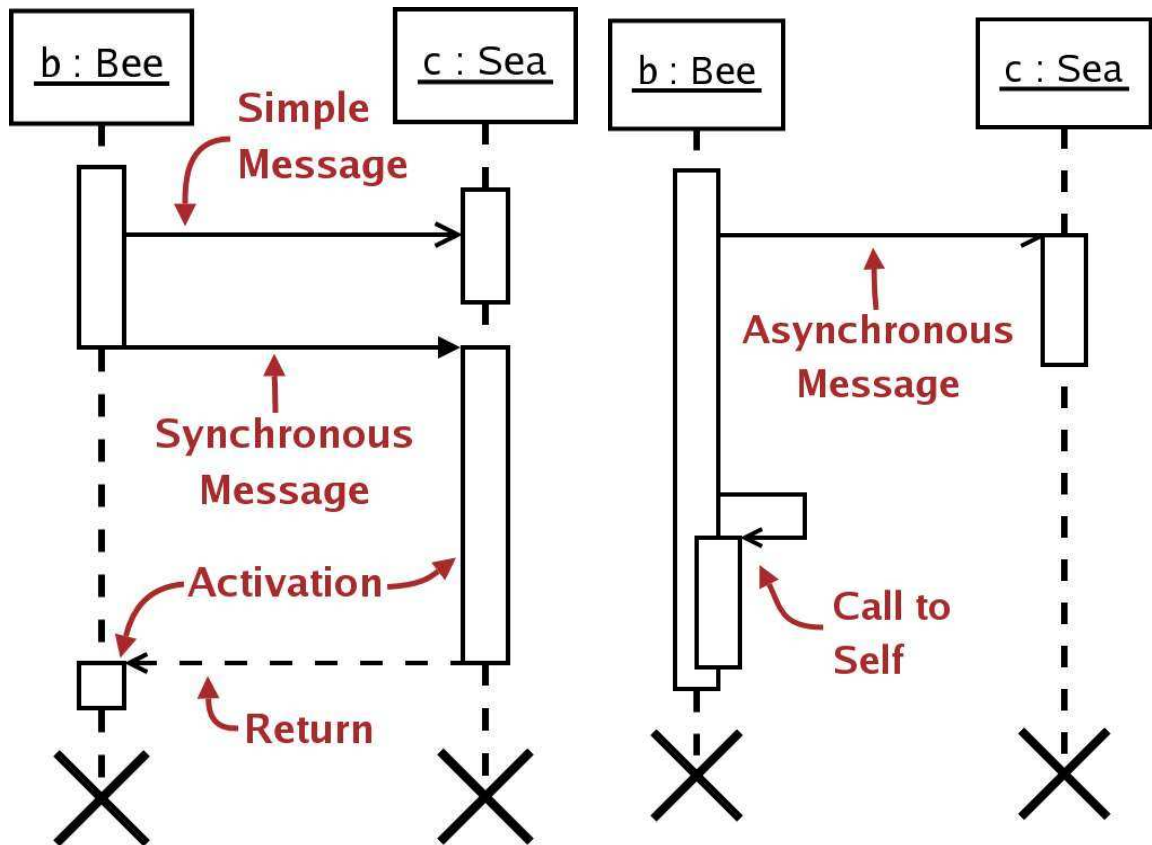 b : Bee
c : Sea
Simple
Message
Synchronous
Message
Activation
Return
b : Bee
c : Sea
Asynchronous
Message
Call to
Self